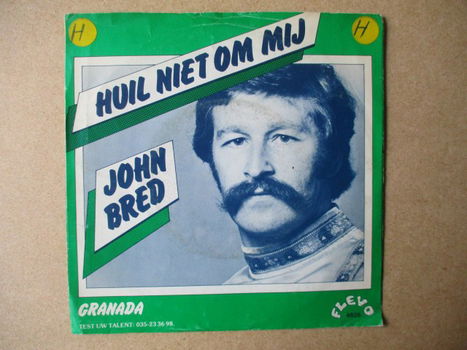 H
H
HUIL NIET OM MIJ
JOHN
BRED
GRANADA
TEST UW TALENT: 035-23 36 98.
FLEVO